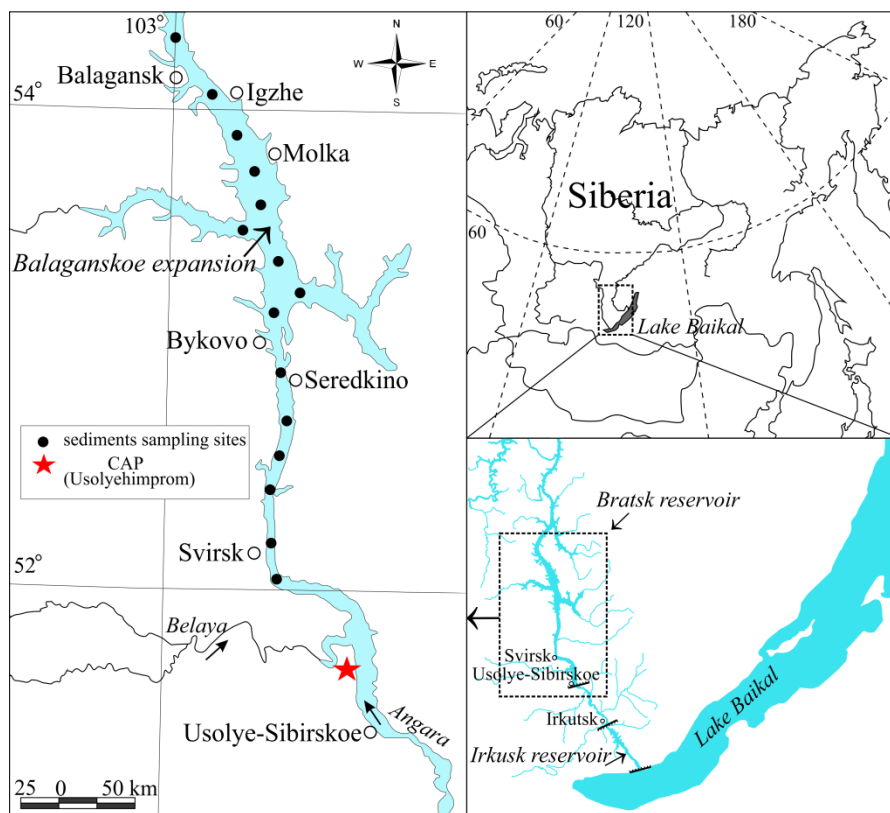 103°
N
W E
S
Balagansk
Igzhe
54°
Molka
Balaganskoe expansion
Bykovo
Seredkino
sediments sampling sites
CAP
(Usolyehimprom)
Svirsk
52°
Belaya
Angara
Usolye-Sibirskoe
25 0 50 km
60 120 180
Siberia
60
Lake Baikal
Bratsk reservoir
Svirsk
Usolye-Sibirskoe
Irkutsk
Irkusk reservoir
Lake Baikal